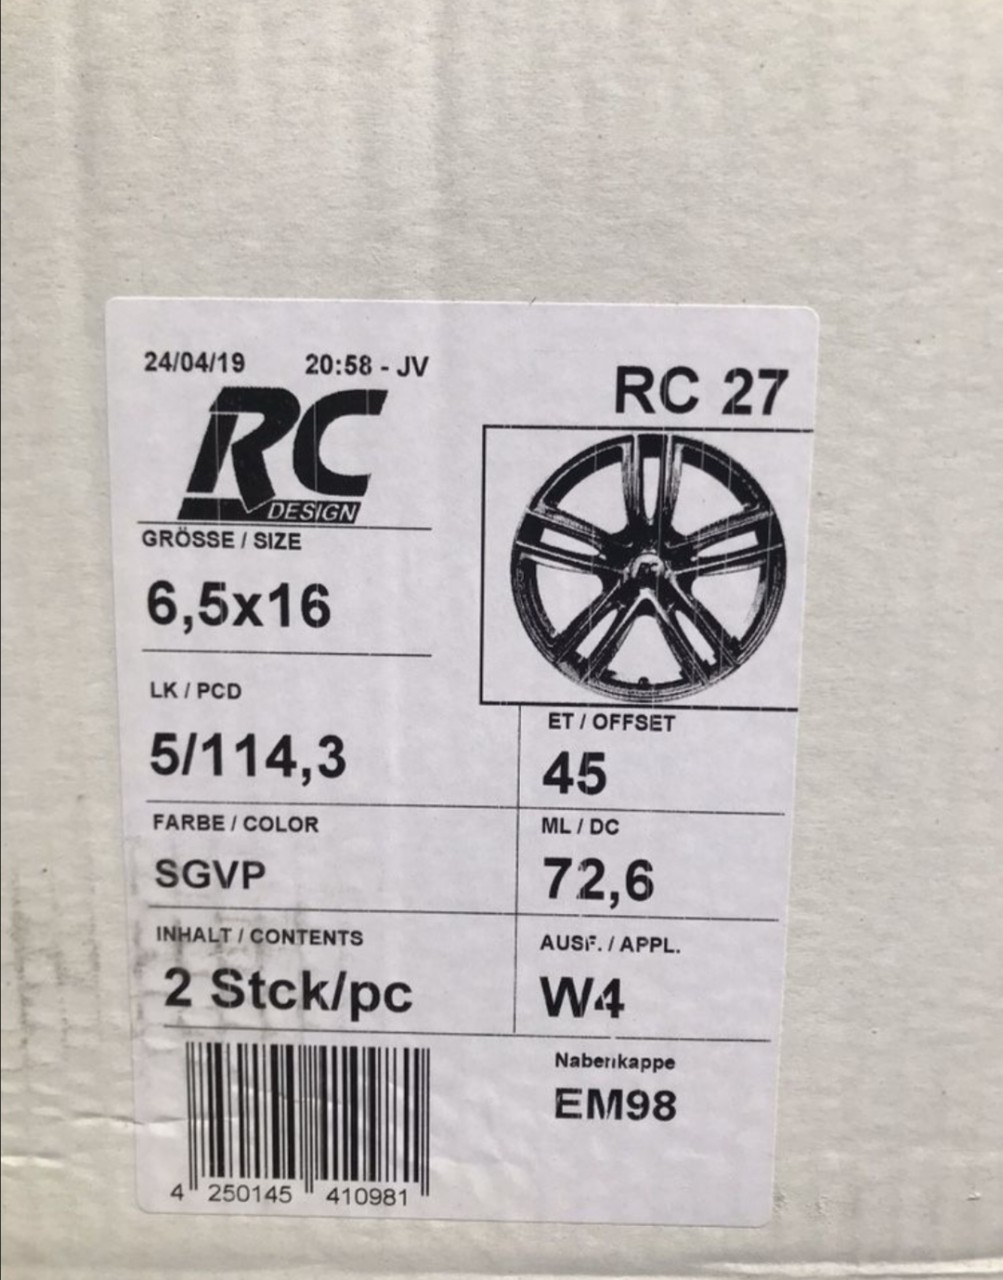 24/04/19 20:58 - JV
RC 27
RC
DESIGN
GRÖSSE / SIZE
6,5x16
LK / PCD
5/114,3
ET / OFFSET
45
FARBE / COLOR
SGVP
ML / DC
72,6
INHALT / CONTENTS
2 Stck/pc
AUSF. / APPL.
W4
Nabenkappe
EM98
4 250145 410981